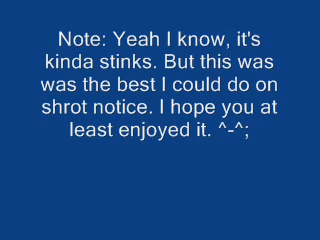 Note: Yeah I know, it's
kinda stinks. But this was
was the best I could do on
shrot notice. I hope you at
least enjoyed it. ^-^;